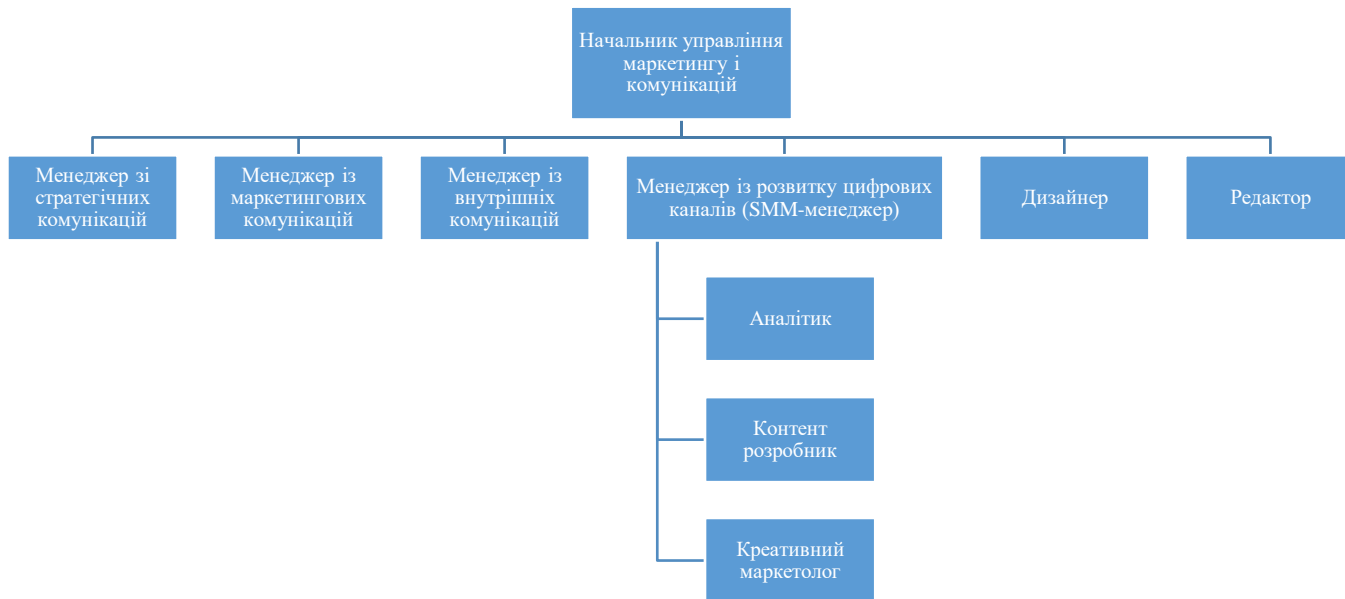 Начальник управління
маркетингу і
комунікацій
Менеджер зі
стратегічних
комунікацій
Менеджер із
маркетингових
комунікацій
Менеджер із
внутрішніх
комунікацій
Менеджер із розвитку цифрових
каналів (SMM-менеджер)
Дизайнер
Редактор
Аналітик
Контент
розробник
Креативний
маркетолог